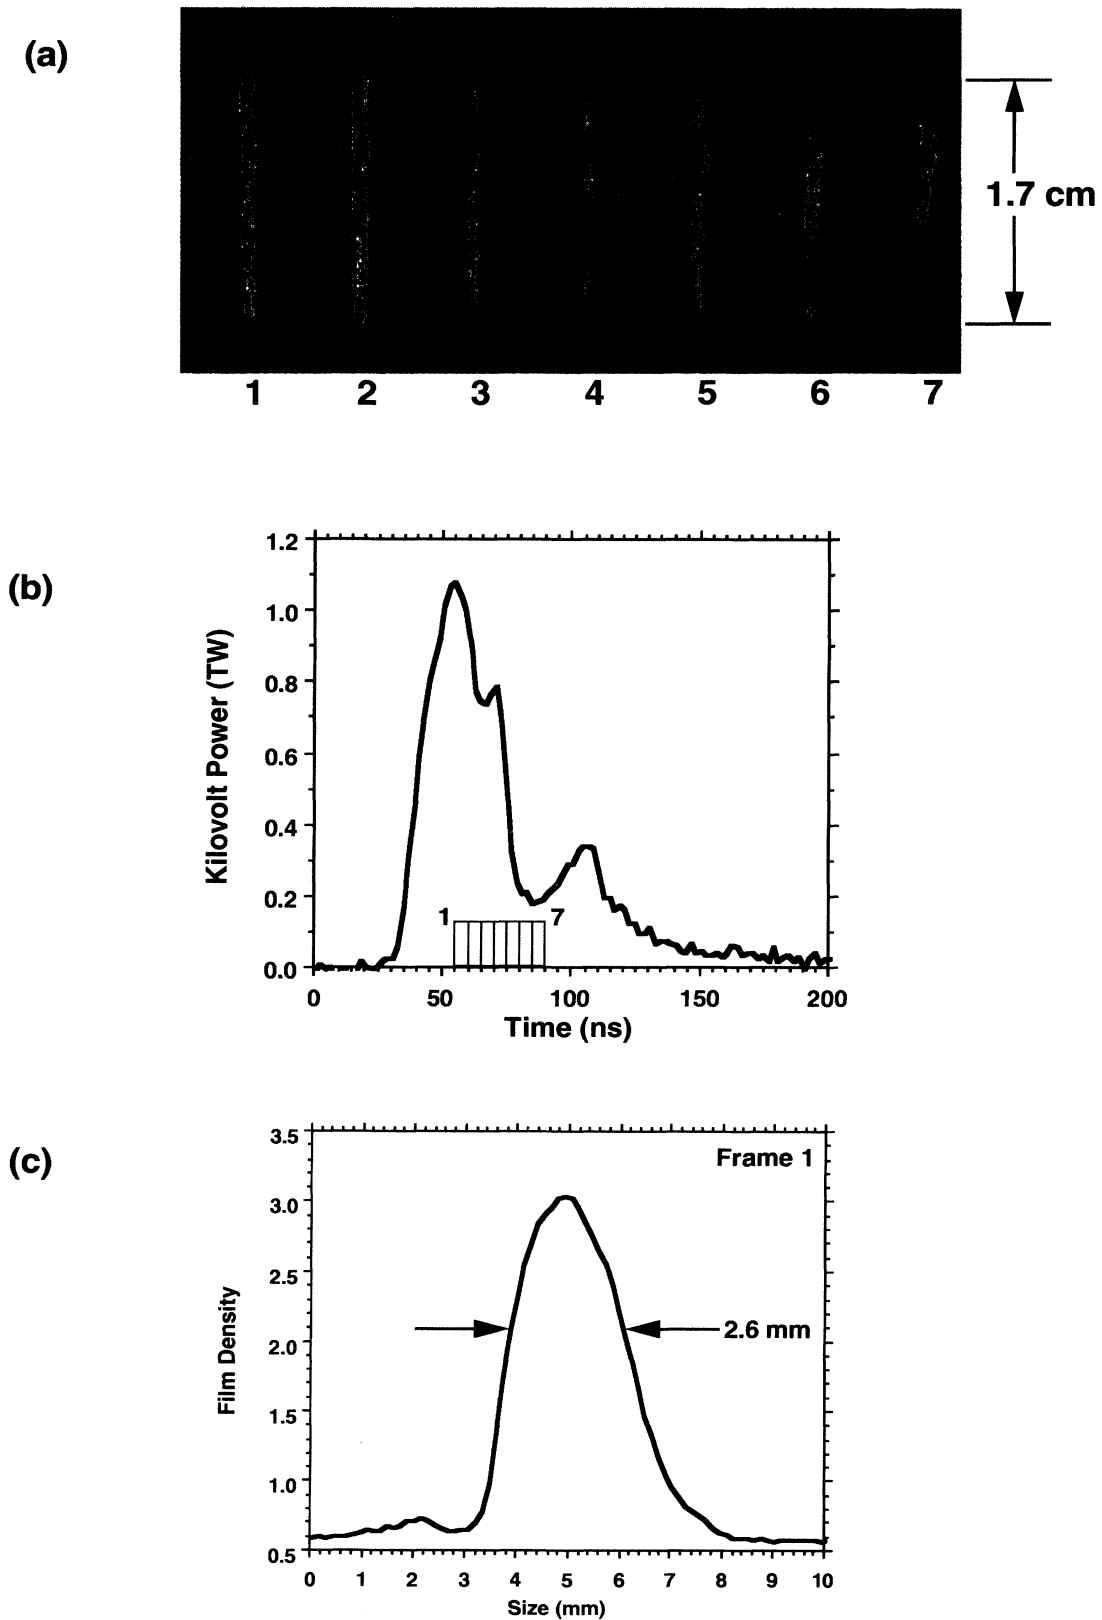 (a)
1.7 cm
1 2 3 4 5 6 7
(b)
Kilovolt Power (TW)
1.2
1.0
0.8
0.6
0.4
0.2
0.0
1 7
0 50 100 150 200
Time (ns)
(c)
Film Density
3.5
3.0
2.5
2.0
1.5
1.0
0.5
Frame 1
2.6 mm
0 1 2 3 4 5 6 7 8 9 10
Size (mm)